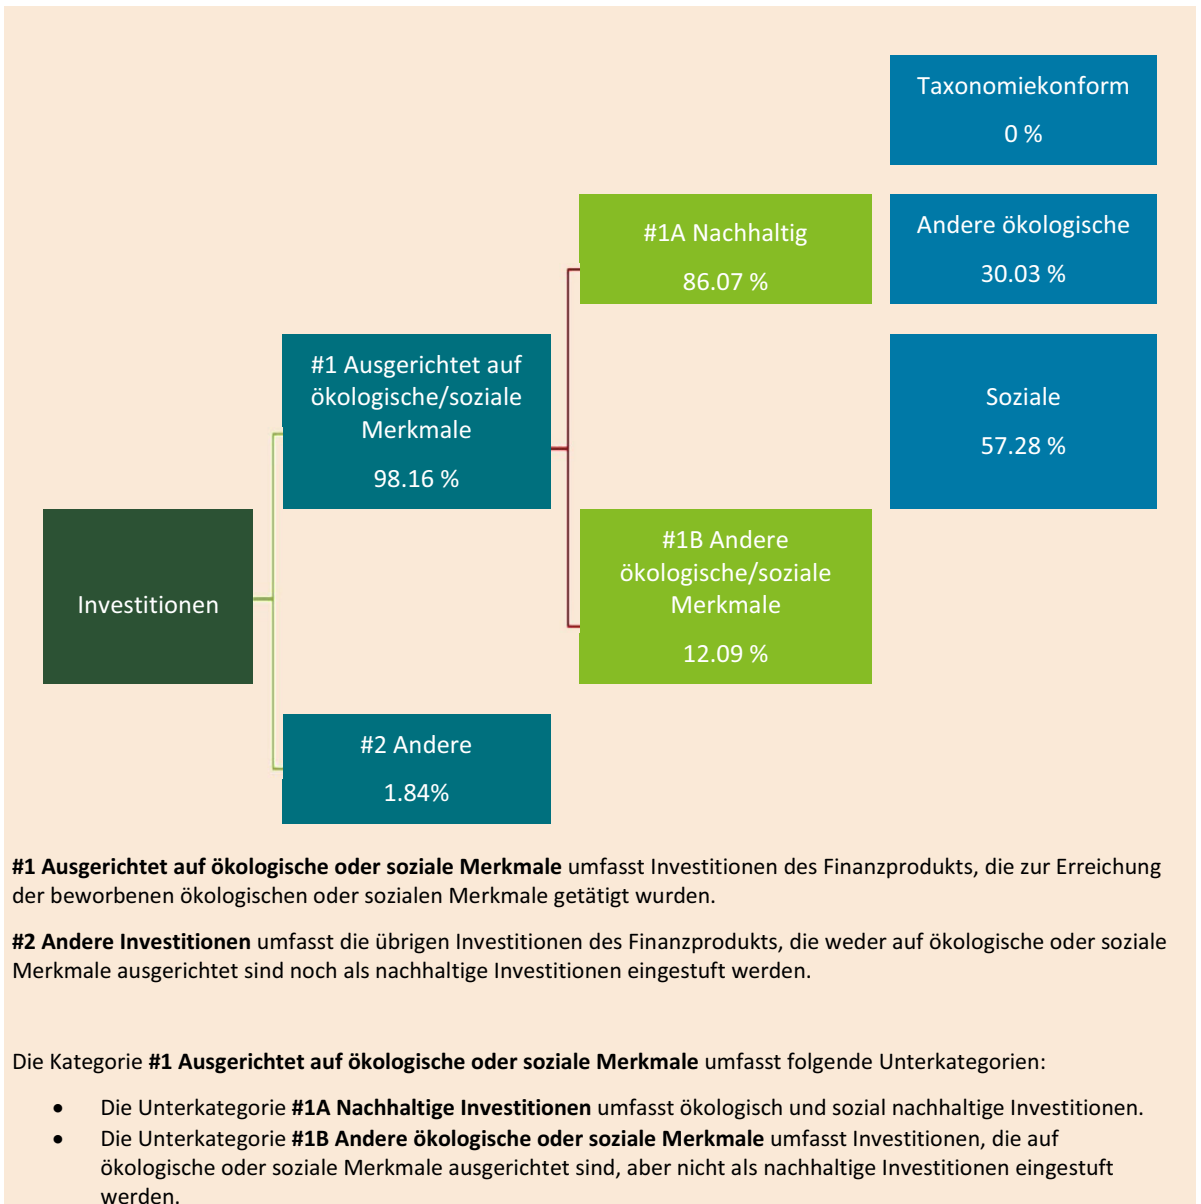 Taxonomiekonform
0 %
#1A Nachhaltig
86.07 %
Andere ökologische
30.03 %
#1 Ausgerichtet auf
ökologische/soziale
Merkmale
98.16 %
Soziale
57.28 %
Investitionen
#1B Andere
ökologische/soziale
Merkmale
12.09 %
#2 Andere
1.84%
#1 Ausgerichtet auf ökologische oder soziale Merkmale umfasst Investitionen des Finanzprodukts, die zur Erreichung
der beworbenen ökologischen oder sozialen Merkmale getätigt wurden.
#2 Andere Investitionen umfasst die übrigen Investitionen des Finanzprodukts, die weder auf ökologische oder soziale
Merkmale ausgerichtet sind noch als nachhaltige Investitionen eingestuft werden.
Die Kategorie #1 Ausgerichtet auf ökologische oder soziale Merkmale umfasst folgende Unterkategorien:
• Die Unterkategorie #1A Nachhaltige Investitionen umfasst ökologisch und sozial nachhaltige Investitionen.
• Die Unterkategorie #1B Andere ökologische oder soziale Merkmale umfasst Investitionen, die auf
ökologische oder soziale Merkmale ausgerichtet sind, aber nicht als nachhaltige Investitionen eingestuft
werden.